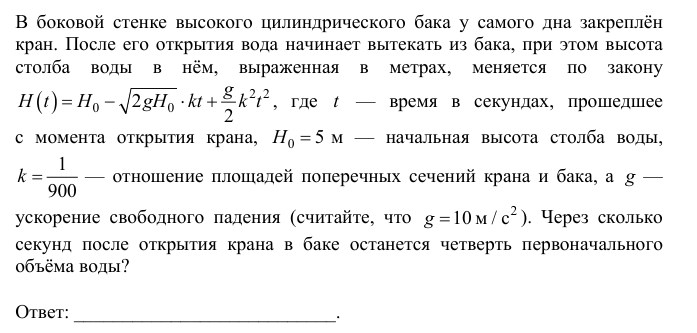 В боковой стенке высокого цилиндрического бака у самого дна закреплён
кран. После его открытия вода начинает вытекать из бака, при этом высота
столба воды в нём, выраженная в метрах, меняется по закону
H(t) = H₀ − √(2gH₀) · kt + g/2 k²t², где t — время в секундах, прошедшее
с момента открытия крана, H₀ = 5 м — начальная высота столба воды,
k = 1/900 — отношение площадей поперечных сечений крана и бака, а g —
ускорение свободного падения (считайте, что g = 10 м / с²). Через сколько
секунд после открытия крана в баке останется четверть первоначального
объёма воды?
Ответ: ___________________________.